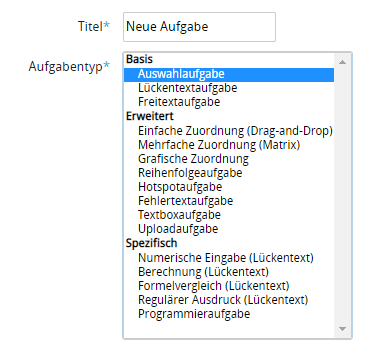 Titel* Neue Aufgabe
Aufgabentyp*
Basis
Auswahlaufgabe
Lückentextaufgabe
Freitextaufgabe
Erweitert
Einfache Zuordnung (Drag-and-Drop)
Mehrfache Zuordnung (Matrix)
Grafische Zuordnung
Reihenfolgeaufgabe
Hotspotaufgabe
Fehlertextaufgabe
Textboxaufgabe
Uploadaufgabe
Spezifisch
Numerische Eingabe (Lückentext)
Berechnung (Lückentext)
Formelvergleich (Lückentext)
Regulärer Ausdruck (Lückentext)
Programmieraufgabe